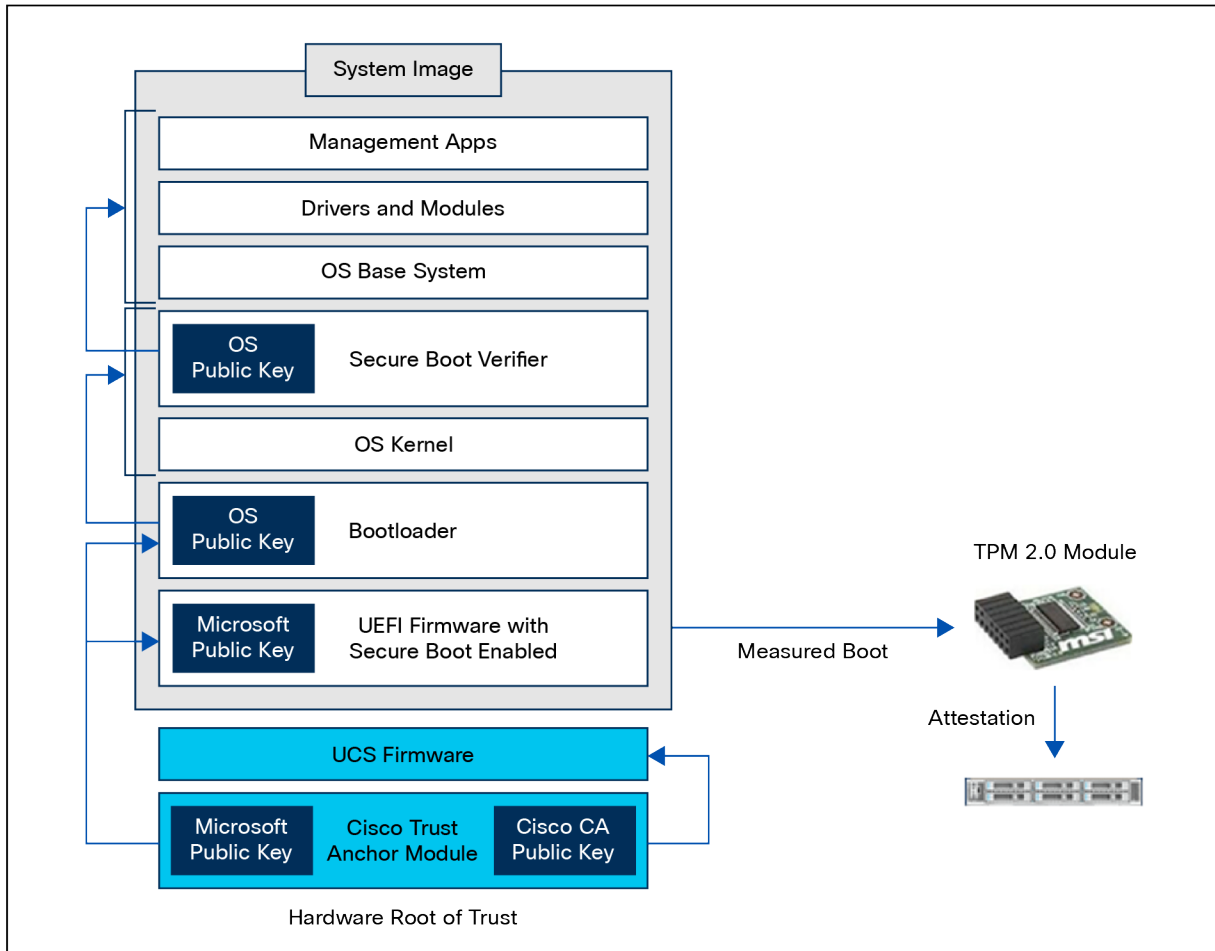 System Image
Management Apps
Drivers and Modules
OS Base System
OS
Public Key
Secure Boot Verifier
OS Kernel
OS
Public Key
Bootloader
Microsoft
Public Key
UEFI Firmware with
Secure Boot Enabled
UCS Firmware
Microsoft
Public Key
Cisco Trust
Anchor Module
Cisco CA
Public Key
Hardware Root of Trust
Measured Boot
TPM 2.0 Module
msi
Attestation